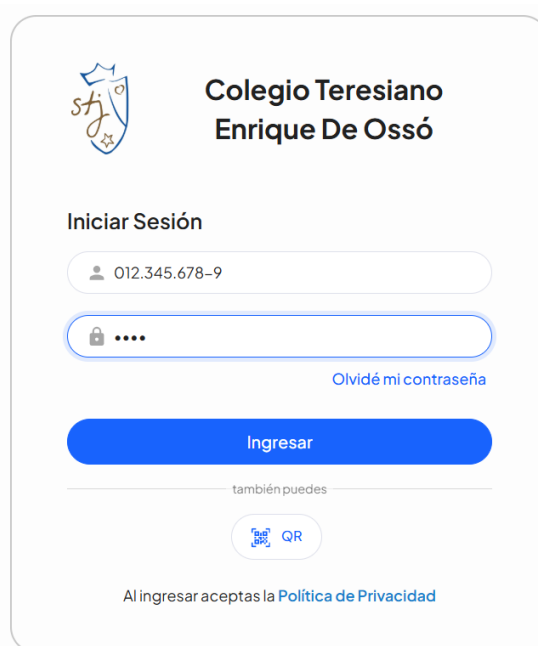 stj
Colegio Teresiano
Enrique De Ossó
Iniciar Sesión
012.345.678-9
••••
Olvidé mi contraseña
Ingresar
también puedes
QR
Al ingresar aceptas la Política de Privacidad